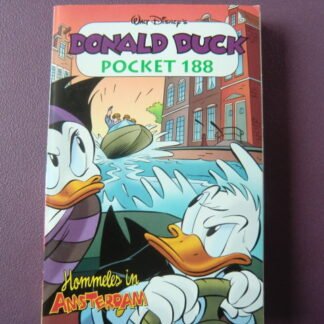 WALT DISNEY'S
DONALD DUCK
POCKET 188
Hommeles in
AMSTERDAM